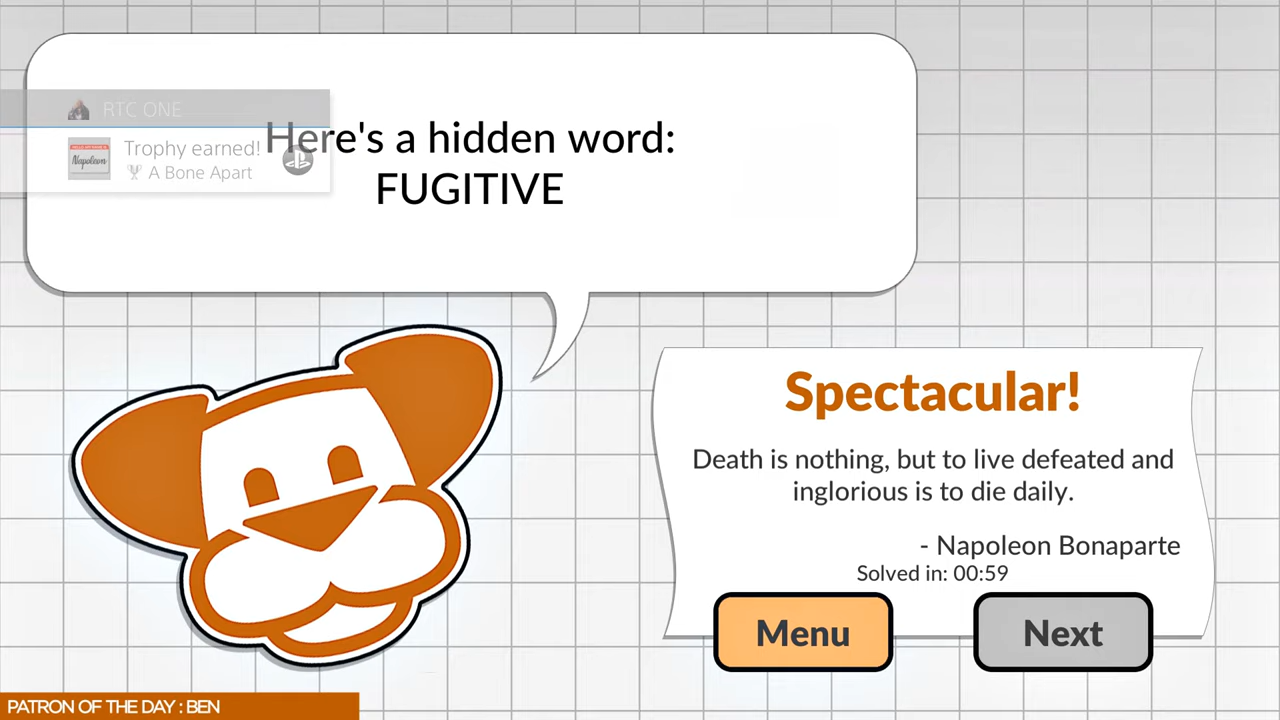 RTC ONE
Trophy earned!
A Bone Apart
Napoleon
Here's a hidden word:
FUGITIVE
Spectacular!
Death is nothing, but to live defeated and
inglorious is to die daily.
- Napoleon Bonaparte
Solved in: 00:59
Menu
Next
PATRON OF THE DAY : BEN